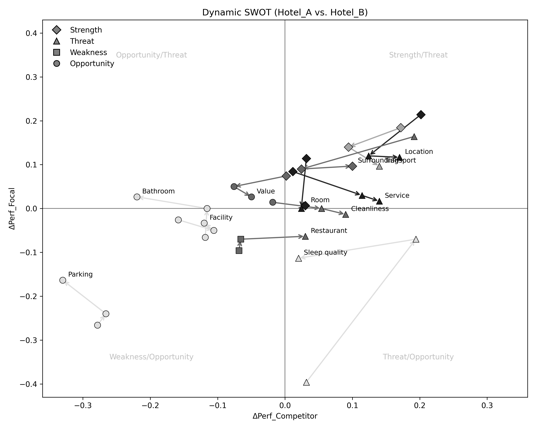 Dynamic SWOT (Hotel_A vs. Hotel_B)
Strength
Threat
Weakness
Opportunity
Opportunity/Threat
Strength/Threat
Location
Transport
Bathroom
Value
Room
Service
Cleanliness
Facility
Restaurant
Sleep quality
Parking
Weakness/Opportunity
Threat/Opportunity
0.4
0.3
0.2
0.1
0.0
−0.1
−0.2
−0.3
−0.4
−0.3
−0.2
−0.1
0.0
0.1
0.2
0.3
ΔPerf_Focal
ΔPerf_Competitor